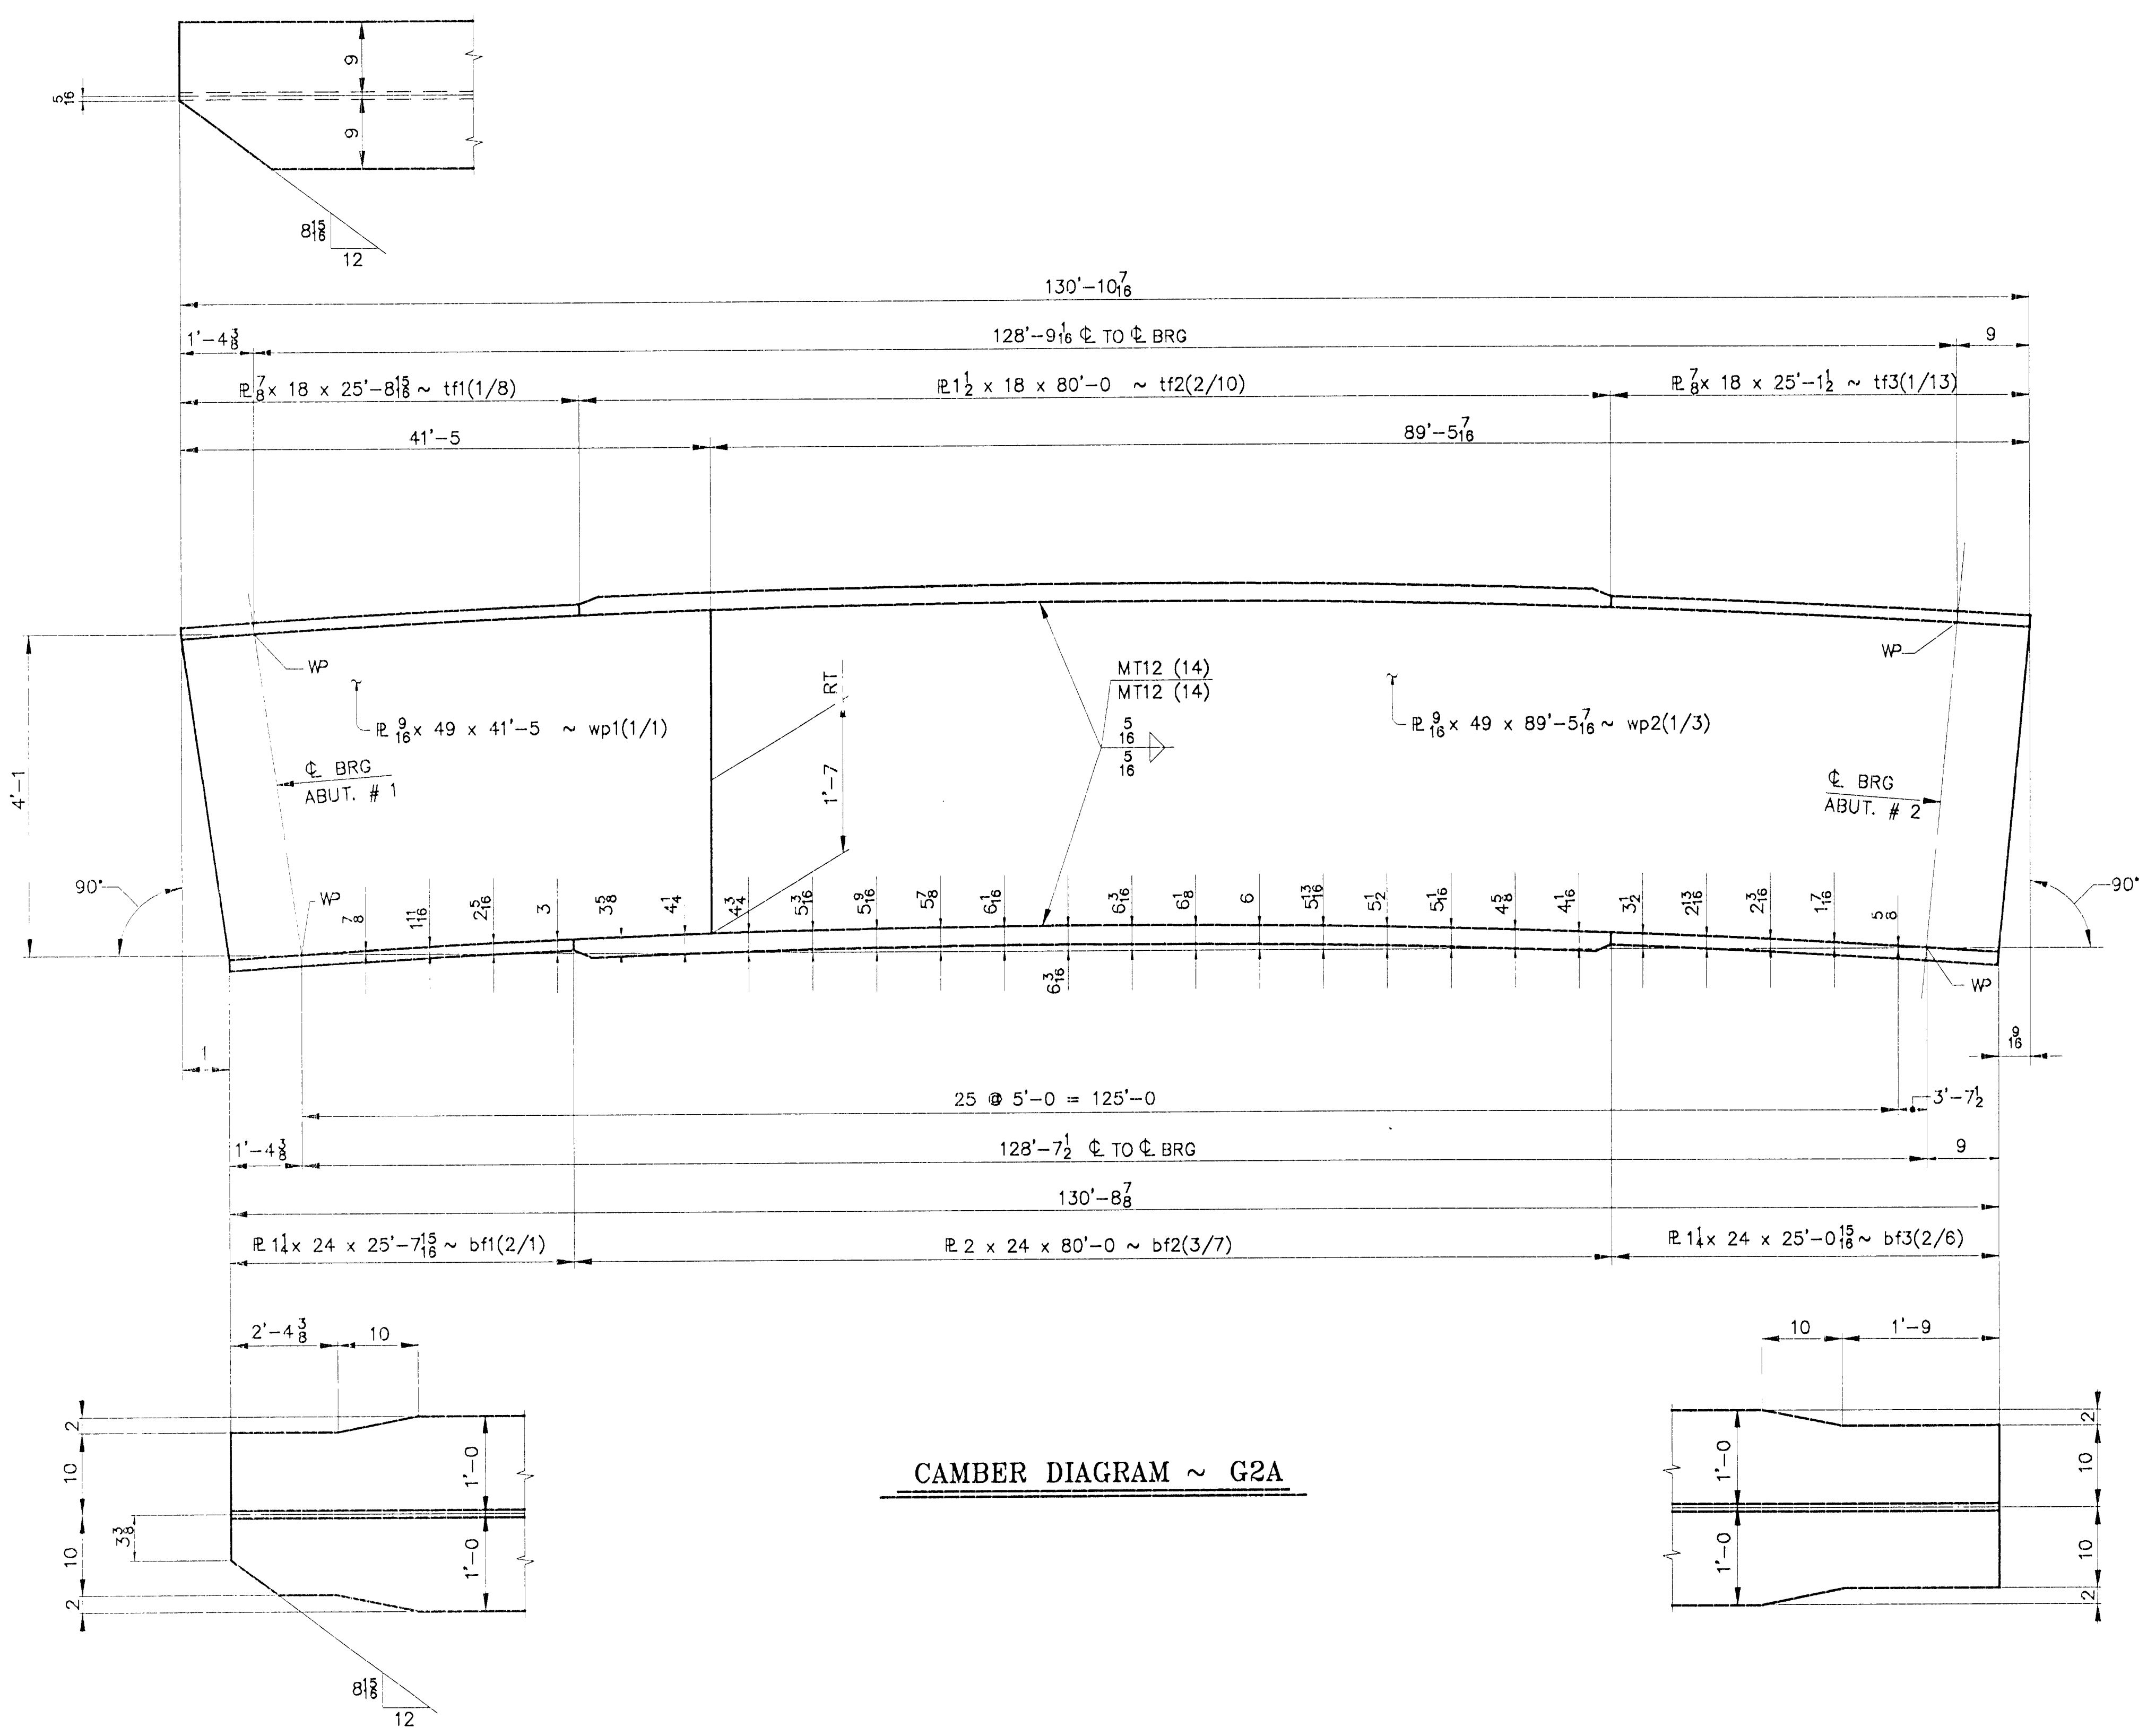 9
5/16
9
8 15/16
12
130'-10 7/16
1'-4 3/8
128'-9 1/16 ℄ TO ℄ BRG
9
℄ 7/8 x 18 x 25'-8 15/16 ~ tf1(1/8)
℄ 1 1/2 x 18 x 80'-0 ~ tf2(2/10)
℄ 7/8 x 18 x 25'-1 1/2 ~ tf3(1/13)
41'-5
89'-5 7/16
WP
WP
RT
MT12 (14)
MT12 (14)
5/16
5/16
PL 9/16 x 49 x 41'-5 ~ wp1(1/1)
PL 9/16 x 49 x 89'-5 7/16 ~ wp2(1/3)
4'-1
℄ BRG
ABUT. # 1
1'-7
℄ BRG
ABUT. # 2
90°
WP
7/8
1 11/16
2 5/16
3
3 5/8
4 1/4
4 3/4
5 3/16
5 9/16
5 7/8
6 1/16
6 3/16
6 3/16
6 1/8
6
5 13/16
5 1/2
5 1/16
4 5/8
4 1/16
3 1/2
2 13/16
2 3/16
1 7/16
5/8
90°
WP
1
9/16
25 @ 5'-0 = 125'-0
3'-7 1/2
1'-4 3/8
128'-7 1/2 ℄ TO ℄ BRG
9
130'-8 7/8
PL 1 1/4 x 24 x 25'-7 15/16 ~ bf1(2/1)
PL 2 x 24 x 80'-0 ~ bf2(3/7)
PL 1 1/4 x 24 x 25'-0 15/16 ~ bf3(2/6)
2'-4 3/8
10
10
1'-9
2
10
1'-0
3 3/8
10
1'-0
2
8 15/16
12
CAMBER DIAGRAM ~ G2A
1'-0
2
10
1'-0
10
2